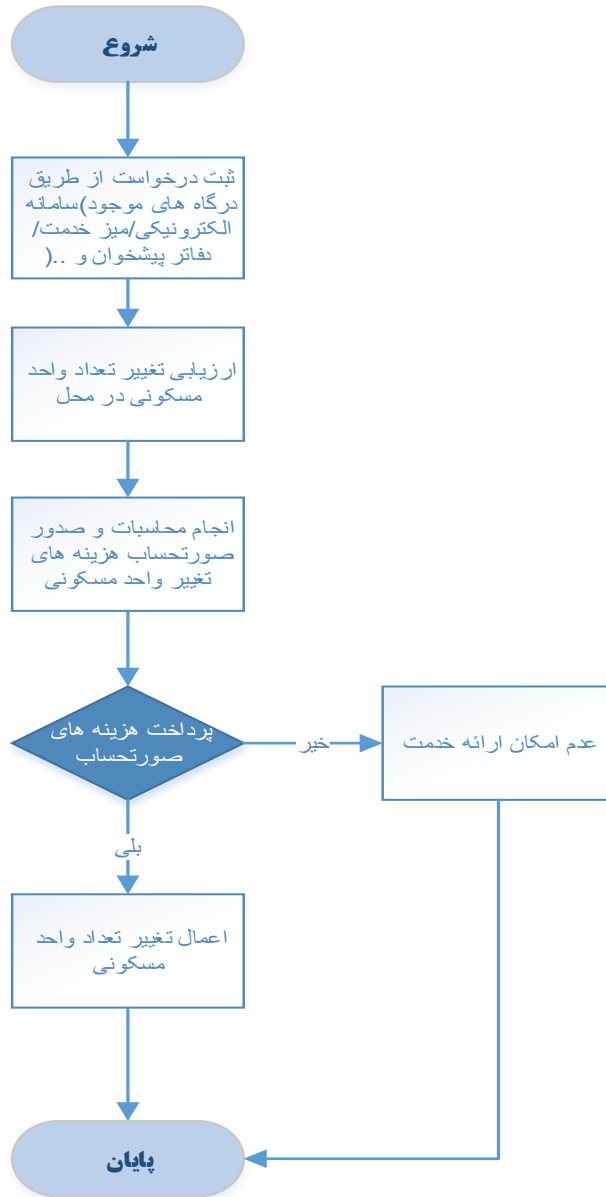 شروع
ثبت درخواست از طریق
درگاه های موجود)سامانه
الکترونیکی/میز خدمت/
دفاتر پیشخوان و ..(
ارزیابی تغییر تعداد واحد
مسکونی در محل
انجام محاسبات و صدور
صورتحساب هزینه های
تغییر واحد مسکونی
پرداخت هزینه های
صورتحساب
خیر
عدم امکان ارائه خدمت
بلی
اعمال تغییر تعداد واحد
مسکونی
پایان